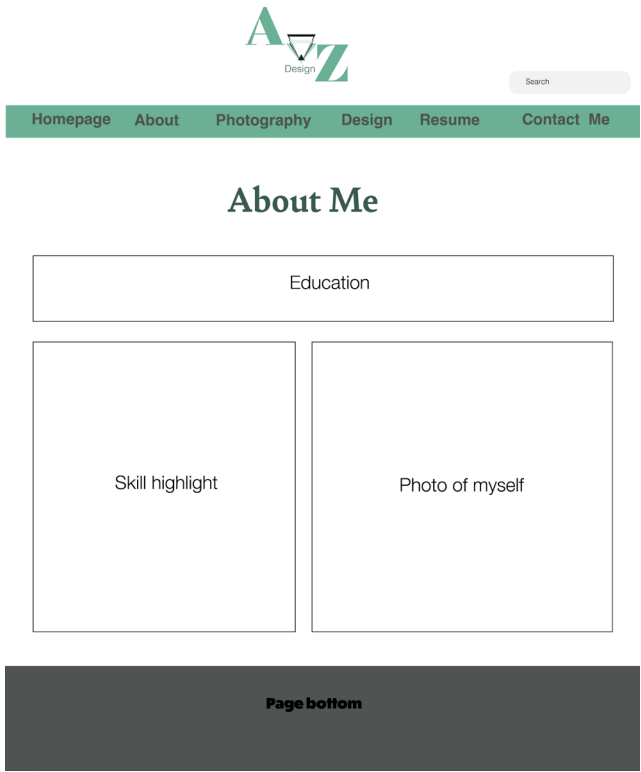 A
Design
Z
Search
Homepage About Photography Design Resume Contact Me
About Me
Education
Skill highlight
Photo of myself
Page bottom